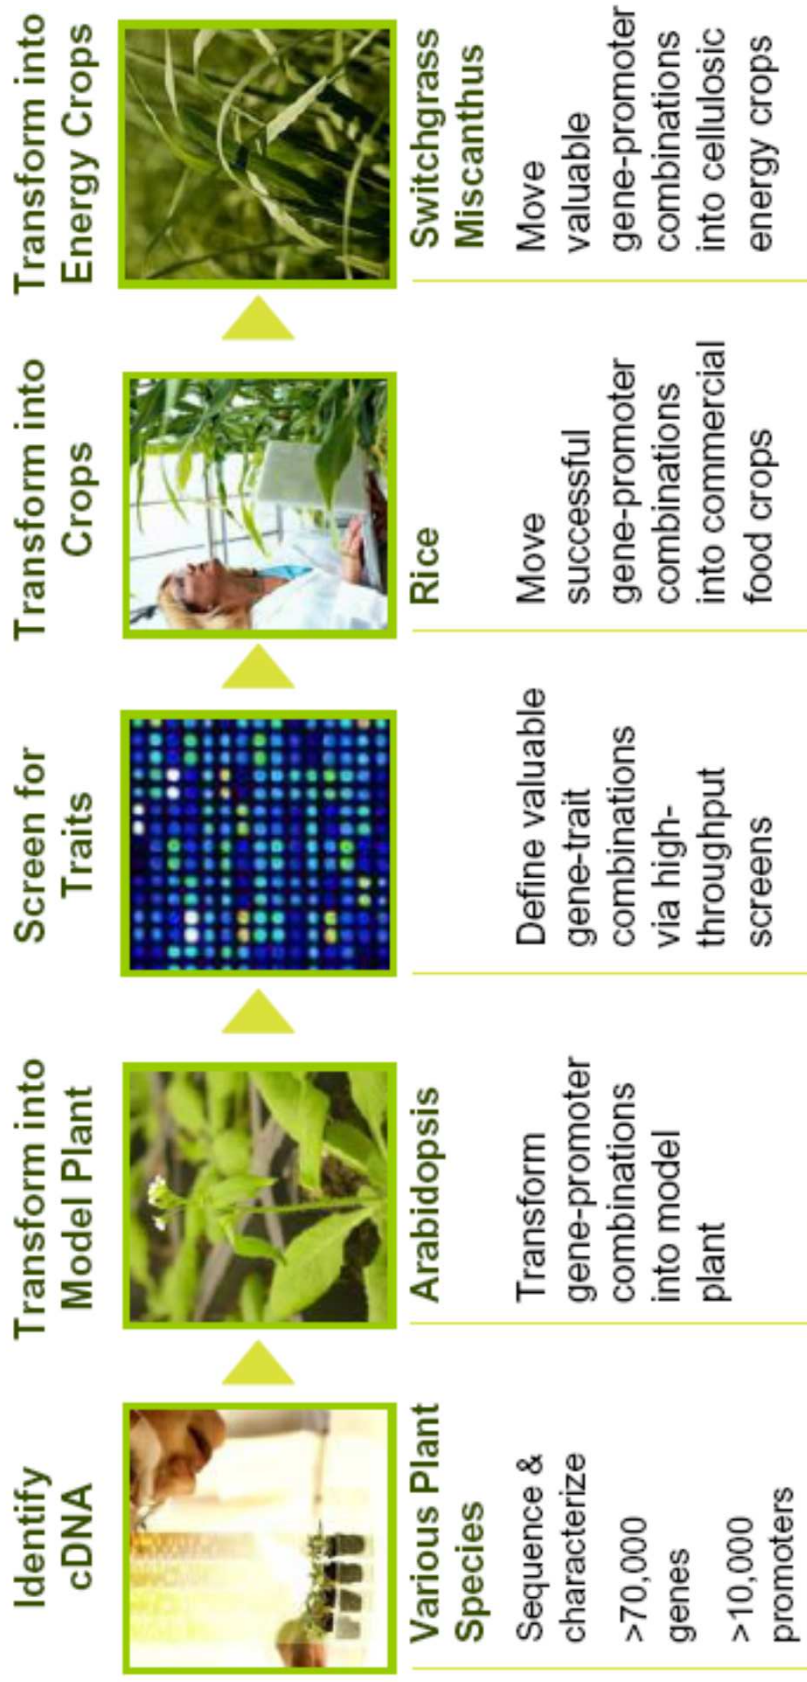 Identify
cDNA
Various Plant
Species
Sequence &
characterize
>70,000
genes
>10,000
promoters
Transform into
Model Plant
Arabidopsis
Transform
gene-promoter
combinations
into model
plant
Screen for
Traits
Define valuable
gene-trait
combinations
via high-
throughput
screens
Transform into
Crops
Rice
Move
successful
gene-promoter
combinations
into commercial
food crops
Transform into
Energy Crops
Switchgrass
Miscanthus
Move
valuable
gene-promoter
combinations
into cellulosic
energy crops